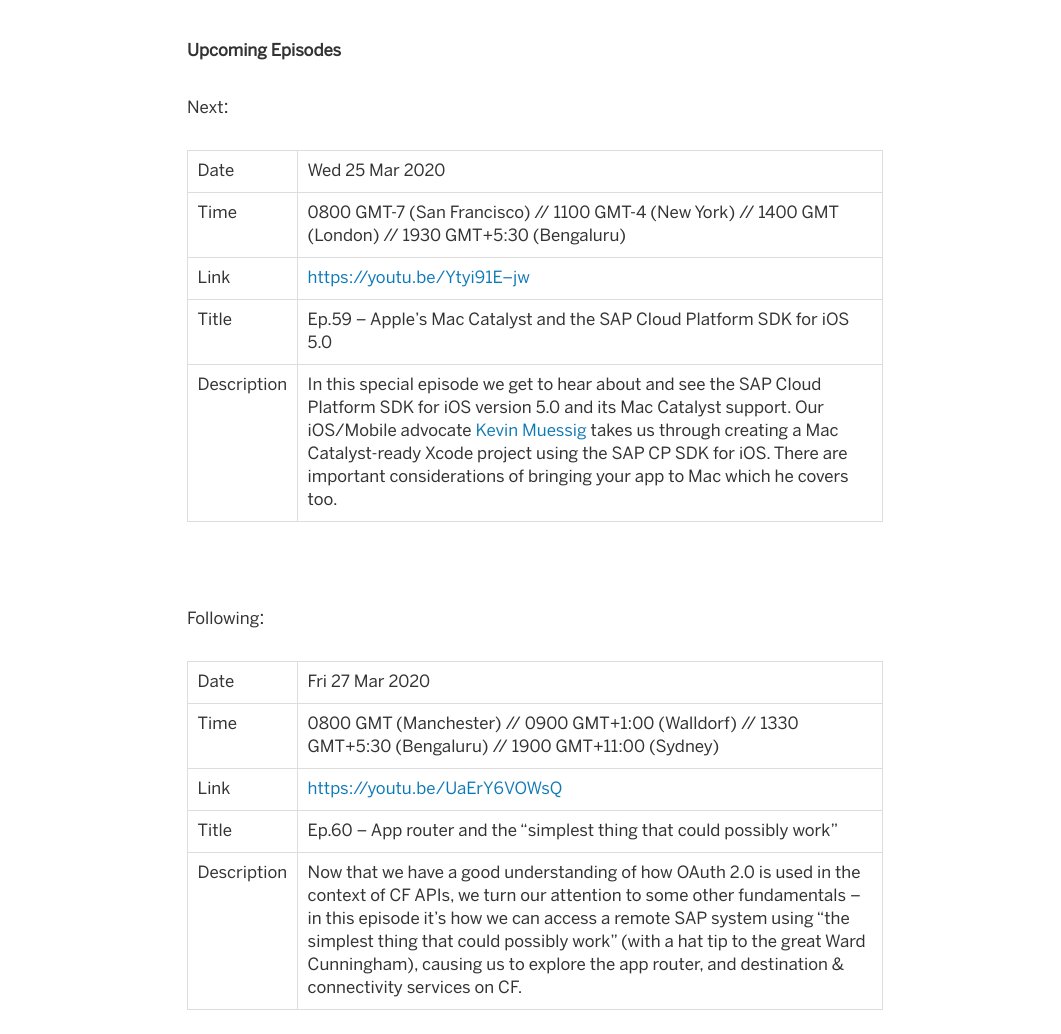 Upcoming Episodes
Next:
Date
Wed 25 Mar 2020
Time
0800 GMT-7 (San Francisco) // 1100 GMT-4 (New York) // 1400 GMT
(London) // 1930 GMT+5:30 (Bengaluru)
Link
https://youtu.be/Ytyi91E–jw
Title
Ep.59 – Apple’s Mac Catalyst and the SAP Cloud Platform SDK for iOS
5.0
Description
In this special episode we get to hear about and see the SAP Cloud
Platform SDK for iOS version 5.0 and its Mac Catalyst support. Our
iOS/Mobile advocate Kevin Muessig takes us through creating a Mac
Catalyst-ready Xcode project using the SAP CP SDK for iOS. There are
important considerations of bringing your app to Mac which he covers
too.
Following:
Date
Fri 27 Mar 2020
Time
0800 GMT (Manchester) // 0900 GMT+1:00 (Walldorf) // 1330
GMT+5:30 (Bengaluru) // 1900 GMT+11:00 (Sydney)
Link
https://youtu.be/UaErY6VOWsQ
Title
Ep.60 – App router and the “simplest thing that could possibly work”
Description
Now that we have a good understanding of how OAuth 2.0 is used in the
context of CF APIs, we turn our attention to some other fundamentals –
in this episode it’s how we can access a remote SAP system using “the
simplest thing that could possibly work” (with a hat tip to the great Ward
Cunningham), causing us to explore the app router, and destination &
connectivity services on CF.